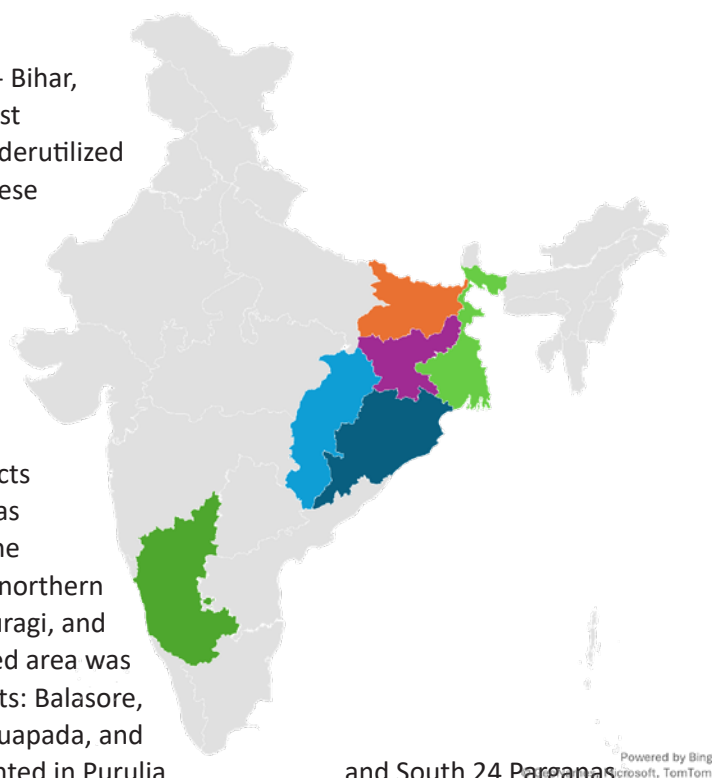 - Bihar,
st
derutilized
ese
cts
as
ne
northern
uragi, and
ed area was
ts: Balasore,
uapada, and
nted in Purulia
and South 24 Parganas
Powered by Bing
Microsoft, TomTom